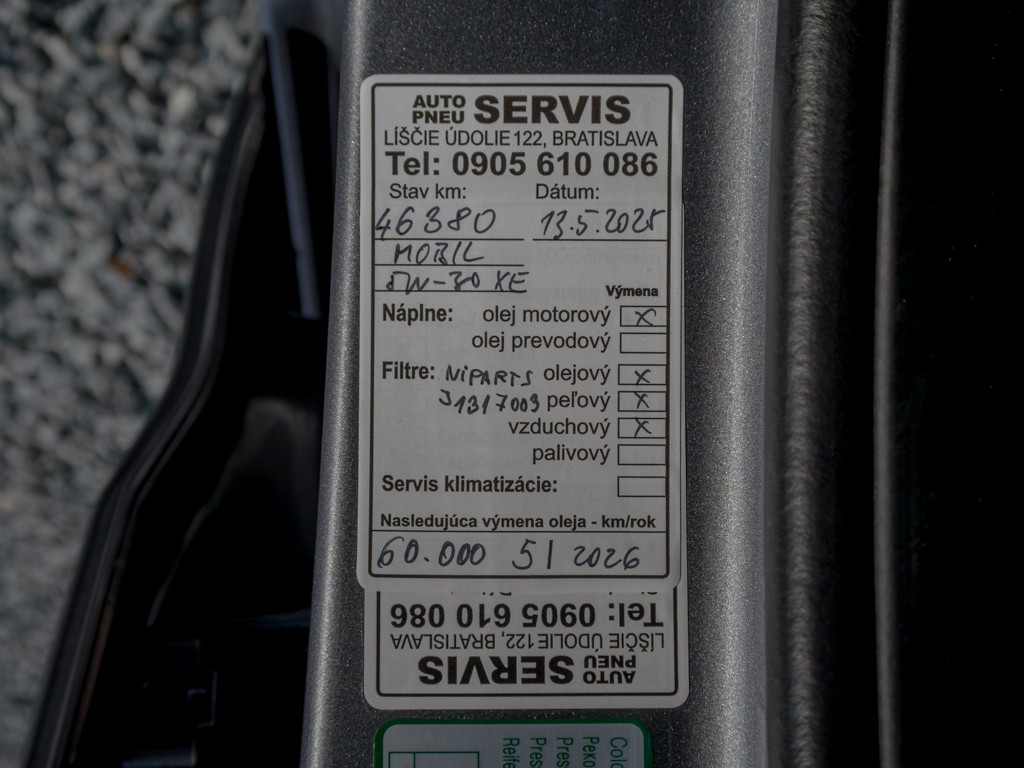 AUTO PNEU SERVIS
LÍŠČIE ÚDOLIE 122, BRATISLAVA
Tel: 0905 610 086
Stav km: Dátum:
46380 13.5.2025
MOBIL
5W-30 XE
Výmena
Náplne: olej motorový X
olej prevodový
Filtre: NIPARTS olejový X
J1317003 peľový X
vzduchový X
palivový
Servis klimatizácie:
Nasledujúca výmena oleja - km/rok
60.000 5/2026
Tel: 0905 610 086
LÍŠČIE ÚDOLIE 122, BRATISLAVA
AUTO PNEU SERVIS